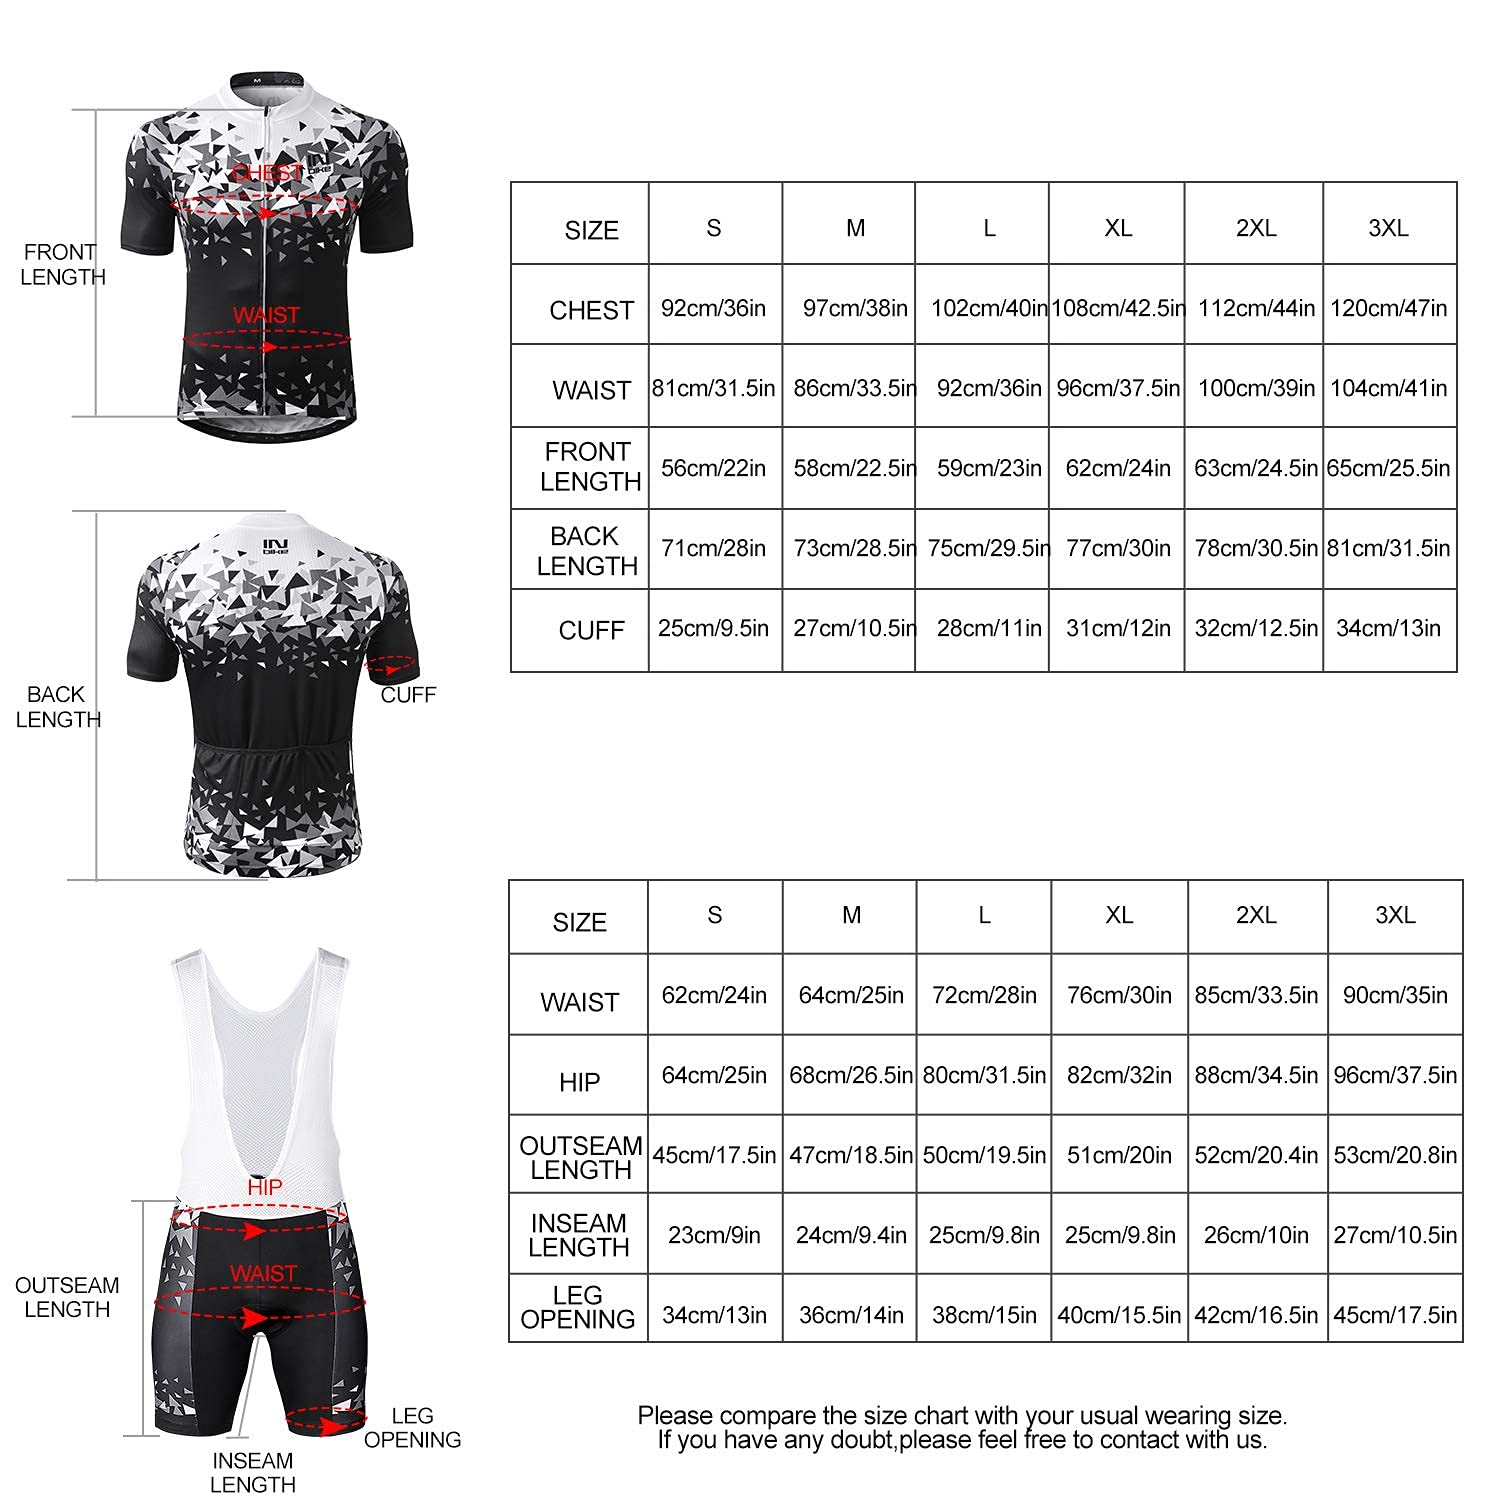 M
IN
bike
CHEST
FRONT
LENGTH
WAIST
SIZE S M L XL 2XL 3XL
CHEST 92cm/36in 97cm/38in 102cm/40in 108cm/42.5in 112cm/44in 120cm/47in
WAIST 81cm/31.5in 86cm/33.5in 92cm/36in 96cm/37.5in 100cm/39in 104cm/41in
FRONT
LENGTH 56cm/22in 58cm/22.5in 59cm/23in 62cm/24in 63cm/24.5in 65cm/25.5in
BACK
LENGTH 71cm/28in 73cm/28.5in 75cm/29.5in 77cm/30in 78cm/30.5in 81cm/31.5in
CUFF 25cm/9.5in 27cm/10.5in 28cm/11in 31cm/12in 32cm/12.5in 34cm/13in
IN
bike
BACK
LENGTH
CUFF
SIZE S M L XL 2XL 3XL
WAIST 62cm/24in 64cm/25in 72cm/28in 76cm/30in 85cm/33.5in 90cm/35in
HIP 64cm/25in 68cm/26.5in 80cm/31.5in 82cm/32in 88cm/34.5in 96cm/37.5in
OUTSEAM
LENGTH 45cm/17.5in 47cm/18.5in 50cm/19.5in 51cm/20in 52cm/20.4in 53cm/20.8in
INSEAM
LENGTH 23cm/9in 24cm/9.4in 25cm/9.8in 25cm/9.8in 26cm/10in 27cm/10.5in
LEG
OPENING 34cm/13in 36cm/14in 38cm/15in 40cm/15.5in 42cm/16.5in 45cm/17.5in
HIP
WAIST
OUTSEAM
LENGTH
LEG
OPENING
INSEAM
LENGTH
Please compare the size chart with your usual wearing size.
If you have any doubt,please feel free to contact with us.